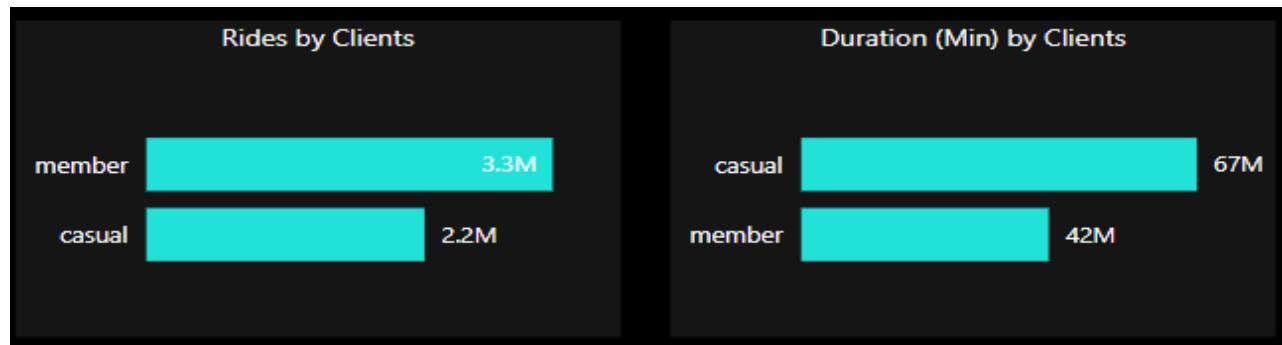 Rides by Clients
member 3.3M
casual 2.2M
Duration (Min) by Clients
casual 67M
member 42M